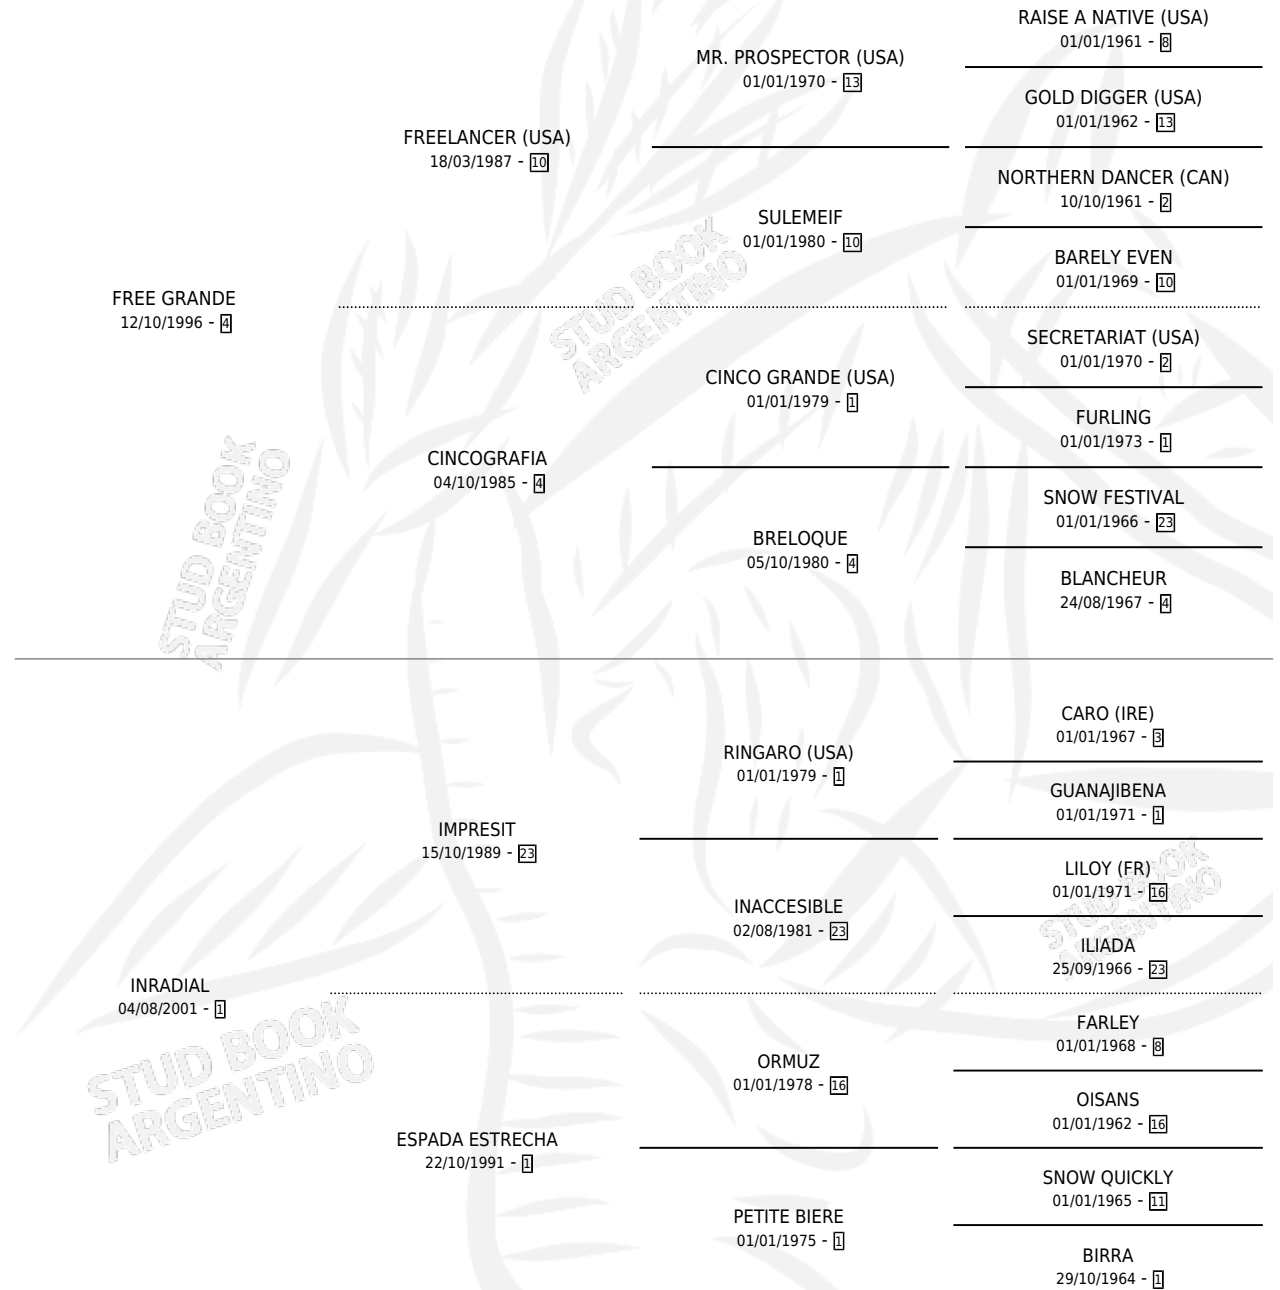 RAISE A NATIVE (USA)
01/01/1961 - 8
MR. PROSPECTOR (USA)
01/01/1970 - 13
GOLD DIGGER (USA)
01/01/1962 - 13
FREELANCER (USA)
18/03/1987 - 10
NORTHERN DANCER (CAN)
10/10/1961 - 2
SULEMEIF
01/01/1980 - 10
BARELY EVEN
01/01/1969 - 10
FREE GRANDE
12/10/1996 - 4
SECRETARIAT (USA)
01/01/1970 - 2
CINCO GRANDE (USA)
01/01/1979 - 1
FURLING
01/01/1973 - 1
CINCOGRAFIA
04/10/1985 - 4
SNOW FESTIVAL
01/01/1966 - 23
BRELOQUE
05/10/1980 - 4
BLANCHEUR
24/08/1967 - 4
STUD BOOK
ARGENTINO
STUD BOOK
ARGENTINO
CARO (IRE)
01/01/1967 - 3
RINGARO (USA)
01/01/1979 - 1
GUANAJIBENA
01/01/1971 - 1
IMPRESIT
15/10/1989 - 23
LILOY (FR)
01/01/1971 - 16
INACCESIBLE
02/08/1981 - 23
ILIADA
25/09/1966 - 23
INRADIAL
04/08/2001 - 1
FARLEY
01/01/1968 - 8
ORMUZ
01/01/1978 - 16
OISANS
01/01/1962 - 16
ESPADA ESTRECHA
22/10/1991 - 1
SNOW QUICKLY
01/01/1965 - 11
PETITE BIERE
01/01/1975 - 1
BIRRA
29/10/1964 - 1
STUD BOOK
ARGENTINO
STUD BOOK
ARGENTINO